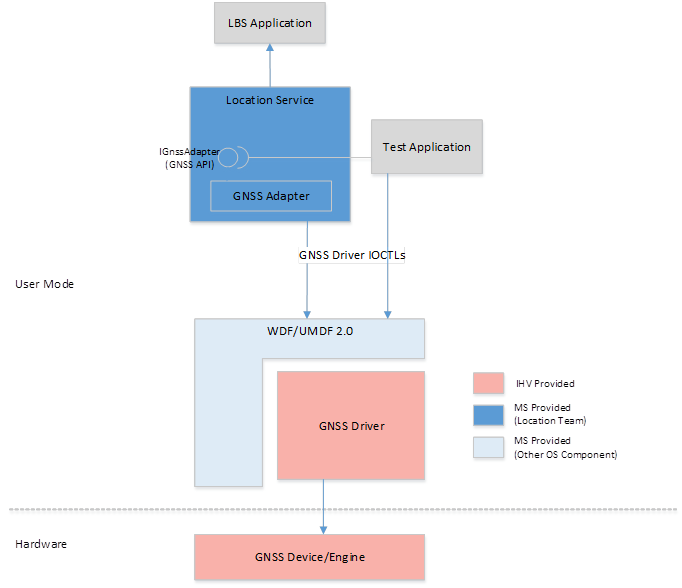 LBS Application
Location Service
IGnssAdapter
(GNSS API)
Test Application
GNSS Adapter
GNSS Driver IOCTLs
User Mode
WDF/UMDF 2.0
GNSS Driver
IHV Provided
MS Provided
(Location Team)
MS Provided
(Other OS Component)
Hardware
GNSS Device/Engine